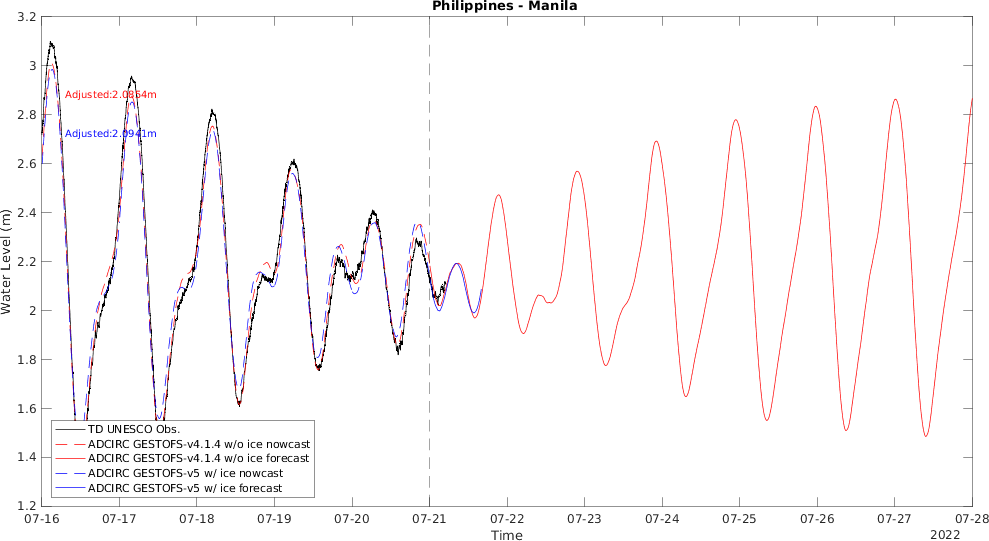 Philippines - Manila
3.2
3
2.8
2.6
2.4
2.2
2
1.8
1.6
1.4
1.2
Water Level (m)
Adjusted:2.0864m
Adjusted:2.0941m
TD UNESCO Obs.
ADCIRC GESTOFS-v4.1.4 w/o ice nowcast
ADCIRC GESTOFS-v4.1.4 w/o ice forecast
ADCIRC GESTOFS-v5 w/ ice nowcast
ADCIRC GESTOFS-v5 w/ ice forecast
07-16 07-17 07-18 07-19 07-20 07-21 07-22 07-23 07-24 07-25 07-26 07-27 07-28
Time
2022